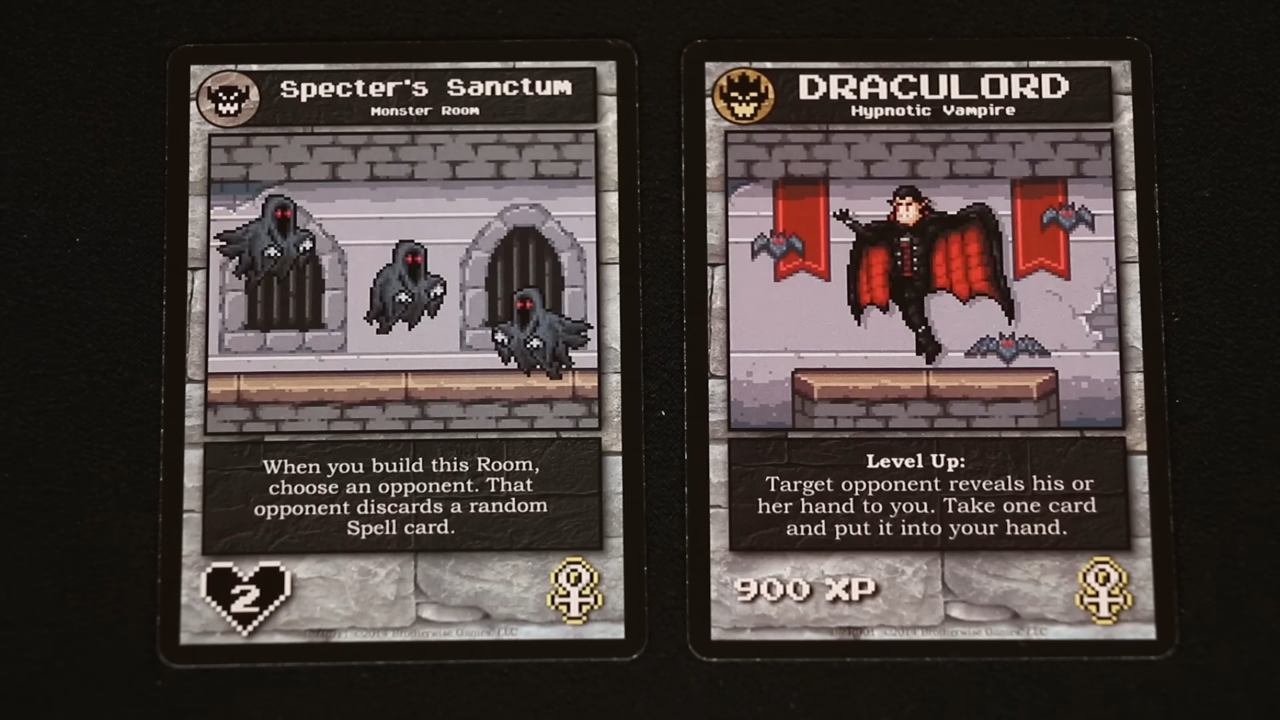 Specter's Sanctum
Monster Room
When you build this Room,
choose an opponent. That
opponent discards a random
Spell card.
2
DRACULORD
Hypnotic Vampire
Level Up:
Target opponent reveals his or
her hand to you. Take one card
and put it into your hand.
900 XP